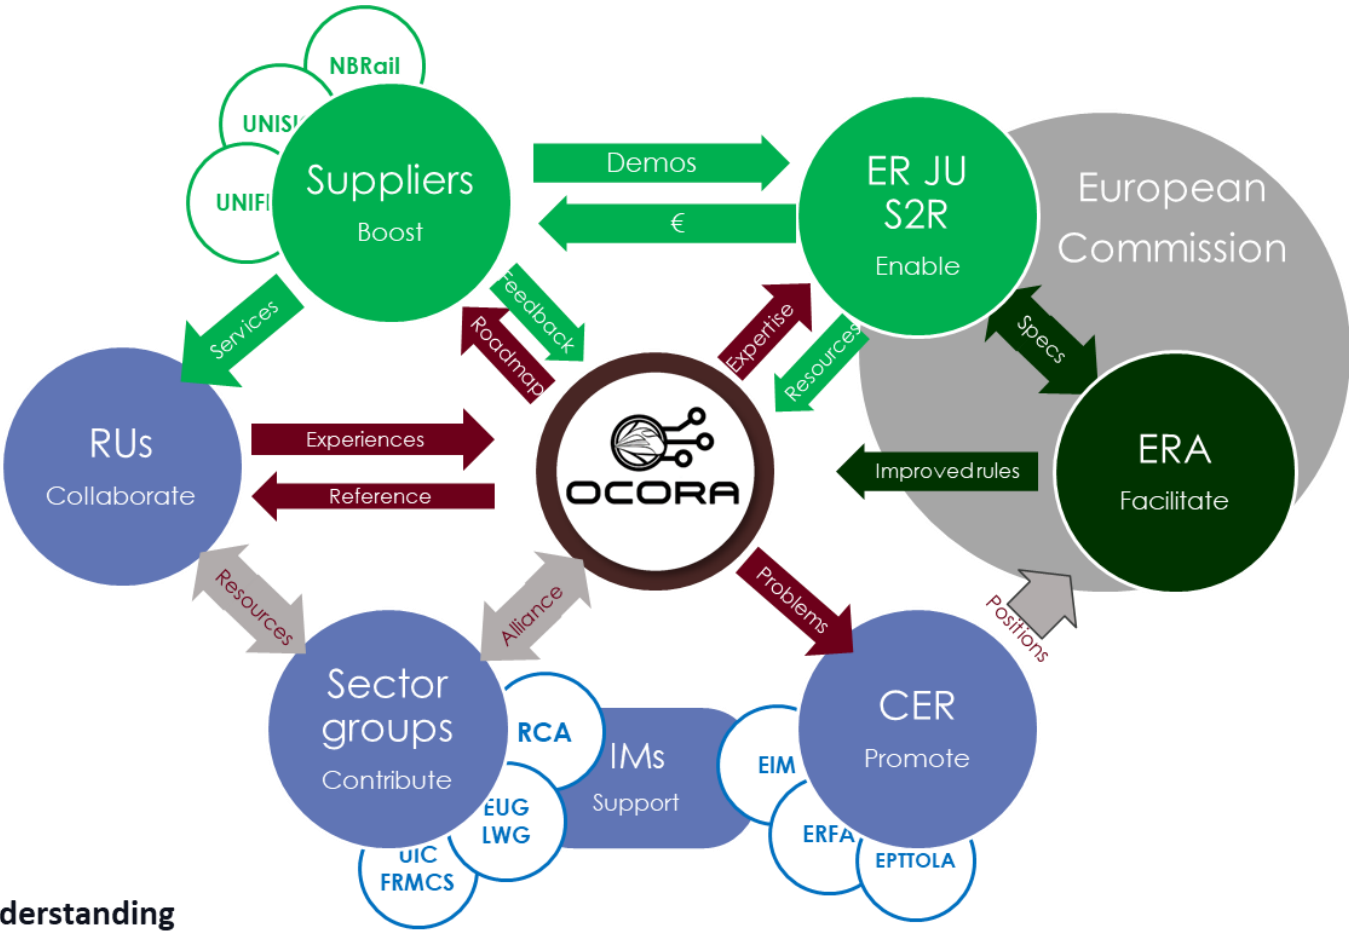 NBRail
UNISI
UNIFI
Suppliers
Boost
Demos
€
ER JU
S2R
Enable
European
Commission
Services
Feedback
Roadmap
Expertise
Resources
Specs
RUs
Collaborate
Experiences
Reference
OCORA
Improved rules
ERA
Facilitate
Resources
Alliance
Problems
Positions
Sector
groups
Contribute
RCA
IMs
Support
EIM
CER
Promote
EUG
LWG
ERFA
EPTTOLA
UIC
FRMCS
derstanding